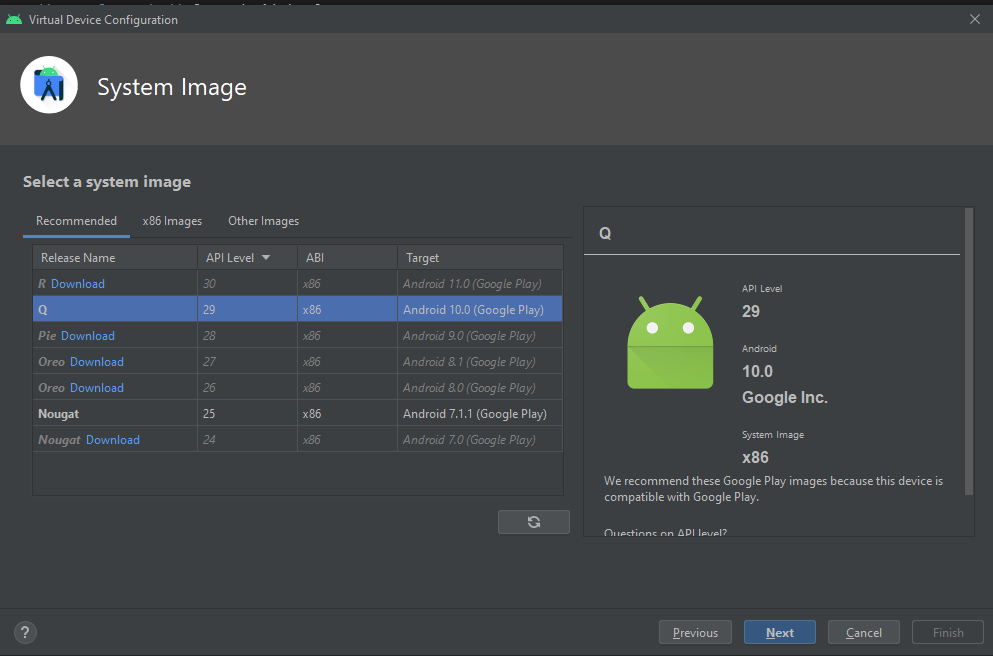 Virtual Device Configuration
System Image
Select a system image
Recommended x86 Images Other Images
Release Name API Level ABI Target
R Download 30 x86 Android 11.0 (Google Play)
Q 29 x86 Android 10.0 (Google Play)
Pie Download 28 x86 Android 9.0 (Google Play)
Oreo Download 27 x86 Android 8.1 (Google Play)
Oreo Download 26 x86 Android 8.0 (Google Play)
Nougat 25 x86 Android 7.1.1 (Google Play)
Nougat Download 24 x86 Android 7.0 (Google Play)
Q
API Level
29
Android
10.0
Google Inc.
System Image
x86
We recommend these Google Play images because this device is
compatible with Google Play.
Questions on API level?
?
Previous Next Cancel Finish